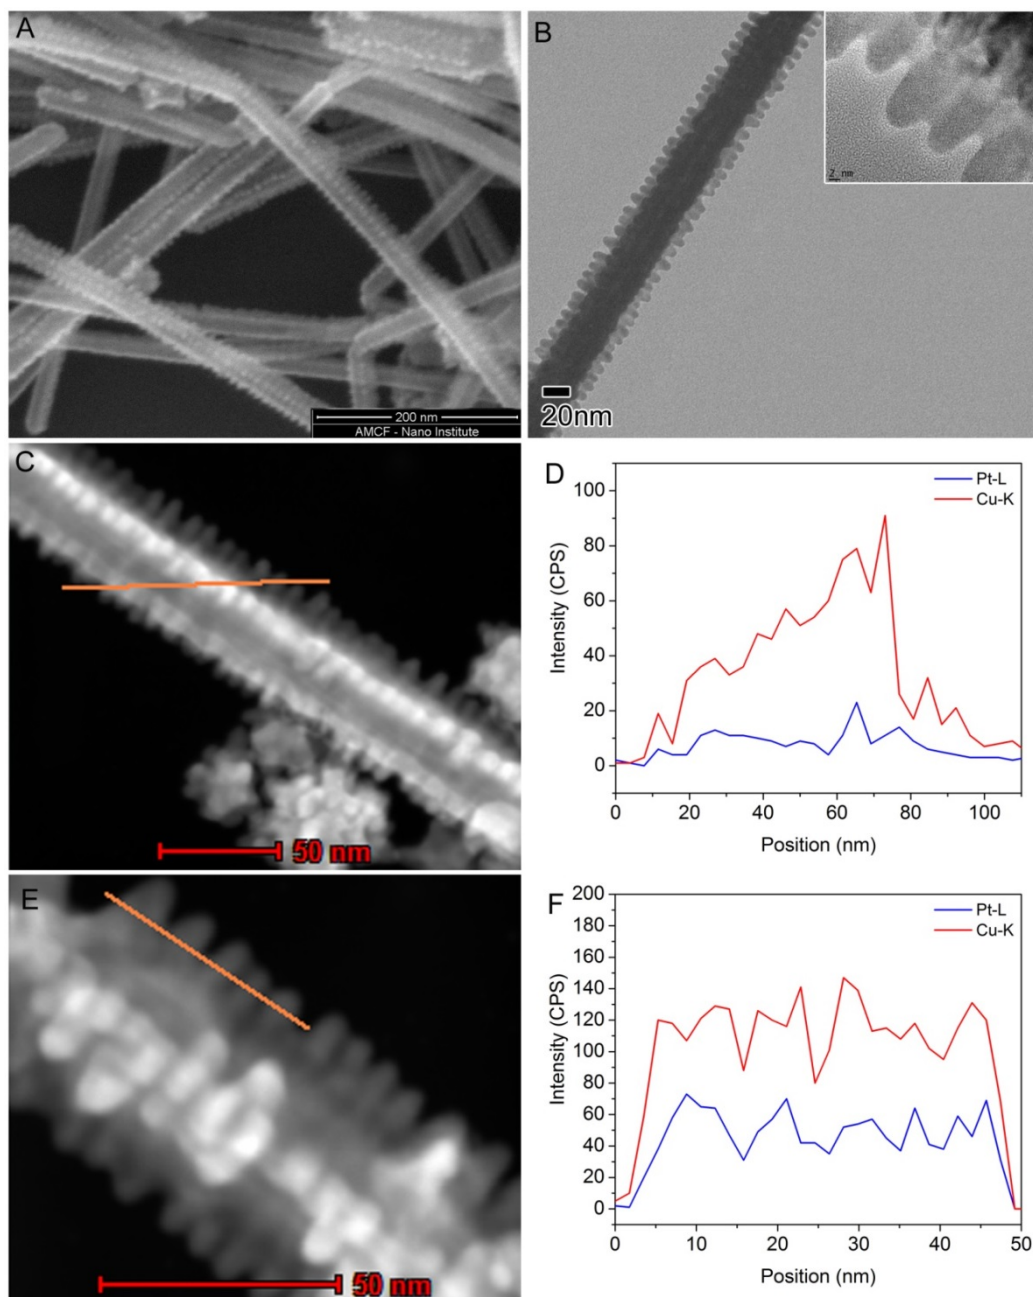 A
200 nm
AMCF - Nano Institute
B
2 nm
20nm
C
50 nm
D
Pt-L
Cu-K
100
80
60
40
20
0
Intensity (CPS)
0 20 40 60 80 100
Position (nm)
E
50 nm
F
Pt-L
Cu-K
200
180
160
140
120
100
80
60
40
20
0
Intensity (CPS)
0 10 20 30 40 50
Position (nm)